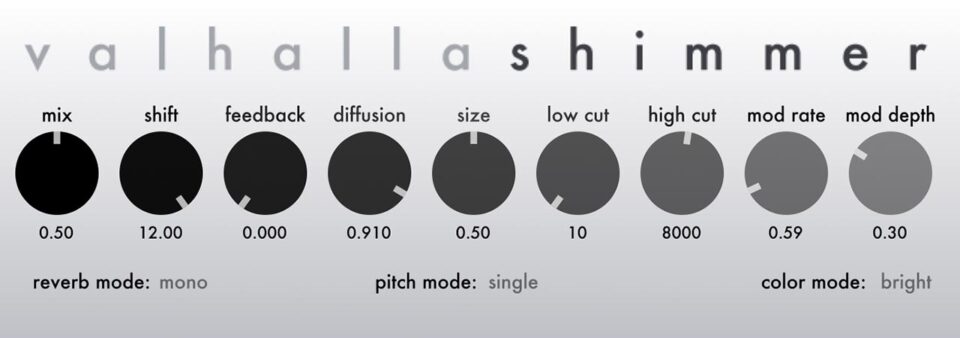 valhallashimmer
mix shift feedback diffusion size low cut high cut mod rate mod depth
0.50 12.00 0.000 0.910 0.50 10 8000 0.59 0.30
reverb mode: mono pitch mode: single color mode: bright